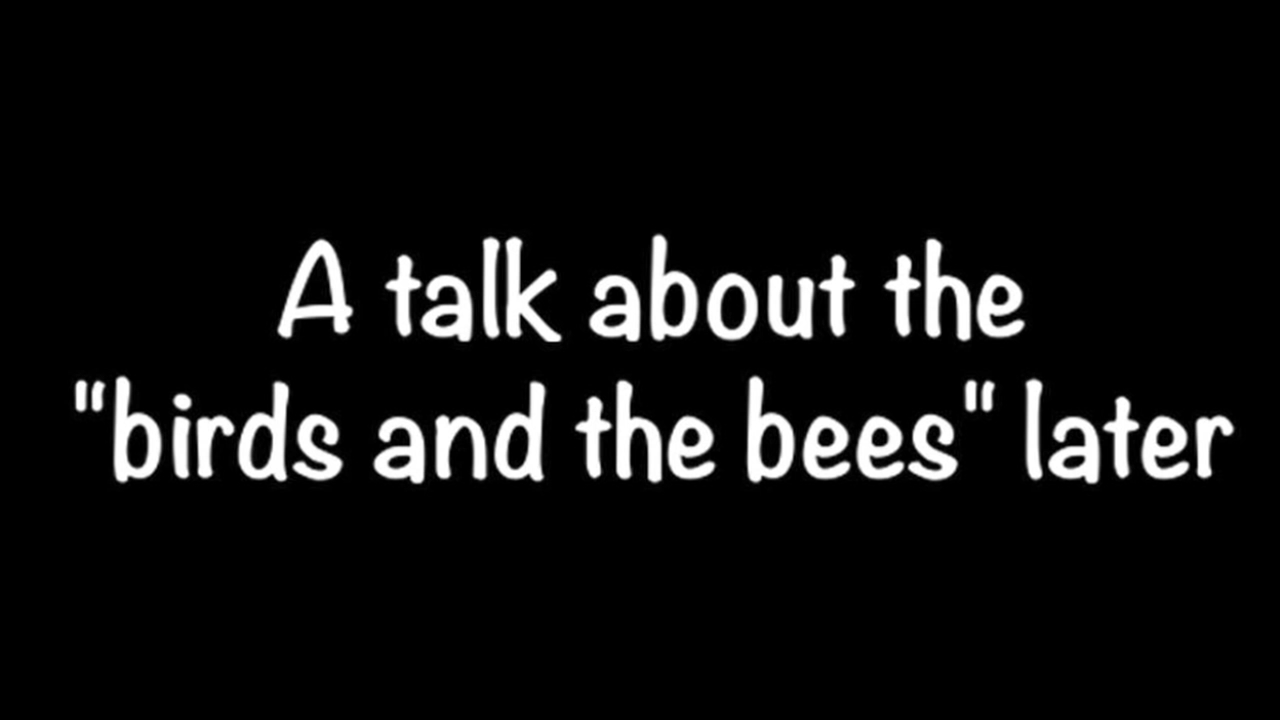 A talk about the
"birds and the bees" later